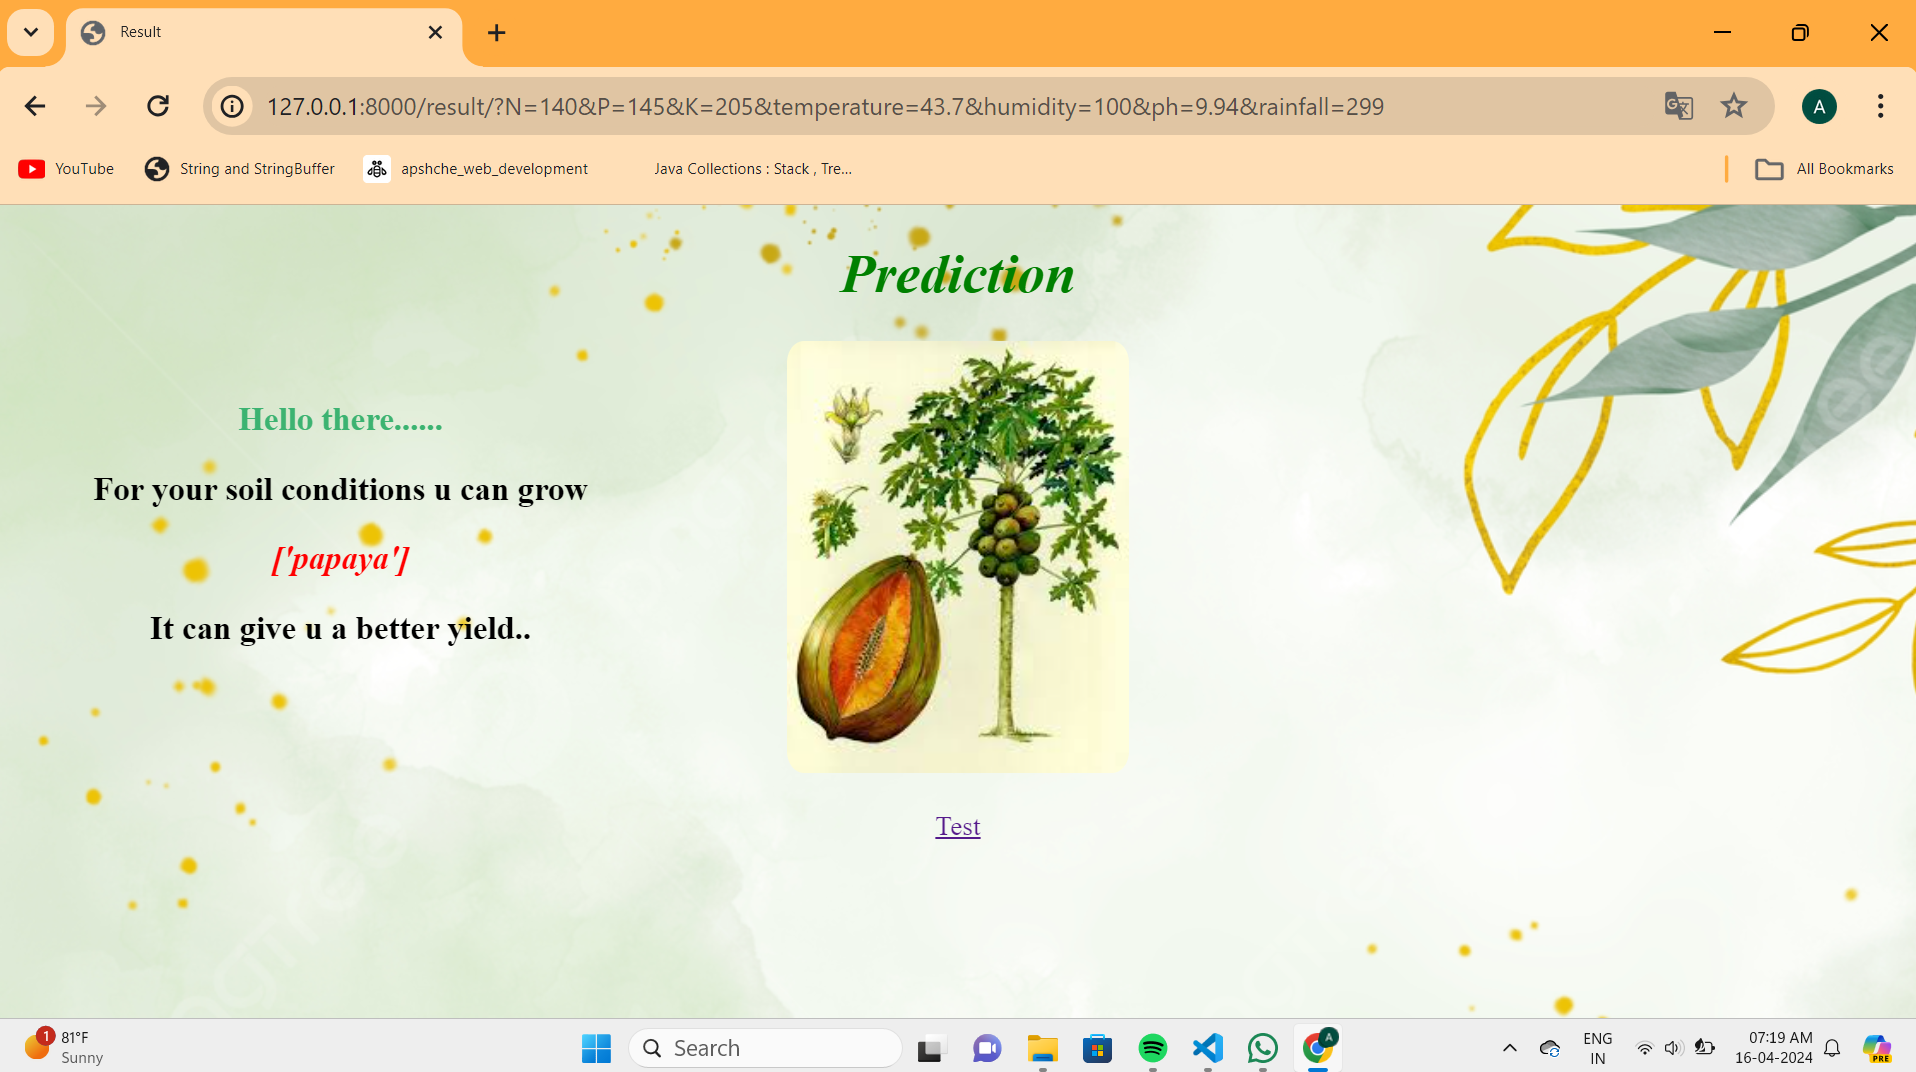 Result
127.0.0.1:8000/result/?N=140&P=145&K=205&temperature=43.7&humidity=100&ph=9.94&rainfall=299
A
YouTube
String and StringBuffer
apshche_web_development
Java Collections : Stack , Tre...
All Bookmarks
Prediction
Hello there......
For your soil conditions u can grow
['papaya']
It can give u a better yield..
Test
1
81°F
Sunny
Search
A
ENG
IN
07:19 AM
16-04-2024
PRE